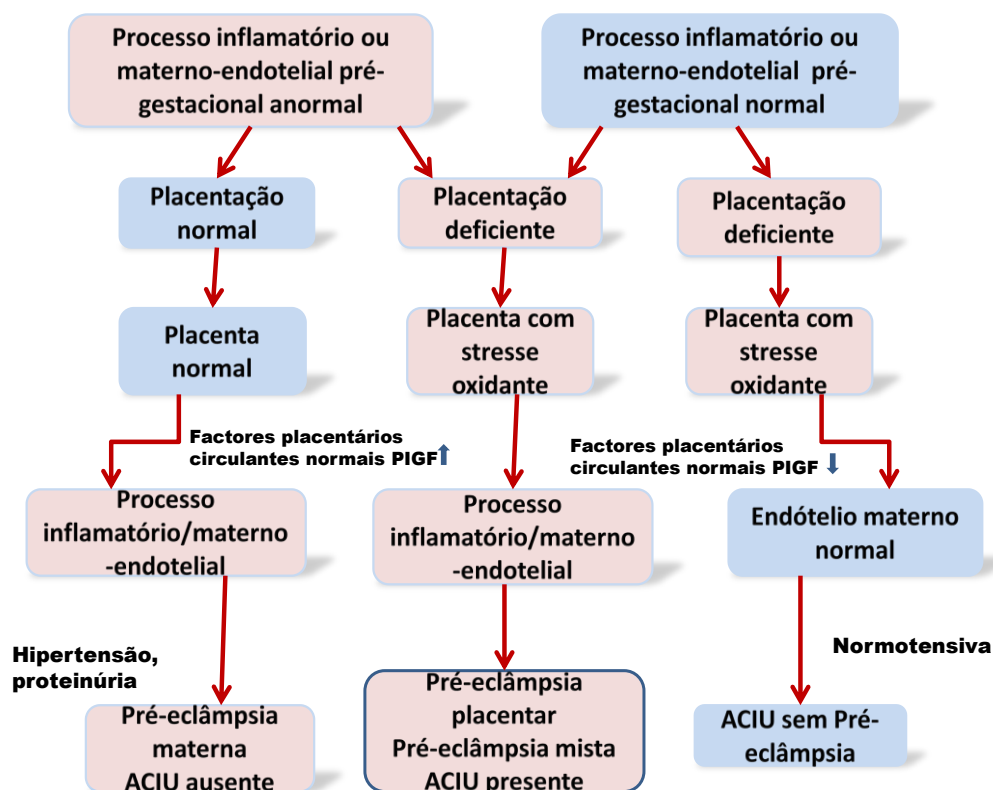 Processo inflamatório ou
materno-endotelial pré-
gestacional anormal
Processo inflamatório ou
materno-endotelial pré-
gestacional normal
Placentação
normal
Placentação
deficiente
Placentação
deficiente
Placenta
normal
Placenta com
stresse
oxidante
Placenta com
stresse
oxidante
Factores placentários
circulantes normais PIGF
Factores placentários
circulantes normais PIGF
Processo
inflamatório/materno
-endotelial
Processo
inflamatório/materno
-endotelial
Endótelio materno
normal
Hipertensão,
proteinúria
Normotensiva
Pré-eclâmpsia
materna
ACIU ausente
Pré-eclâmpsia
placentar
Pré-eclâmpsia mista
ACIU presente
ACIU sem Pré-
eclâmpsia